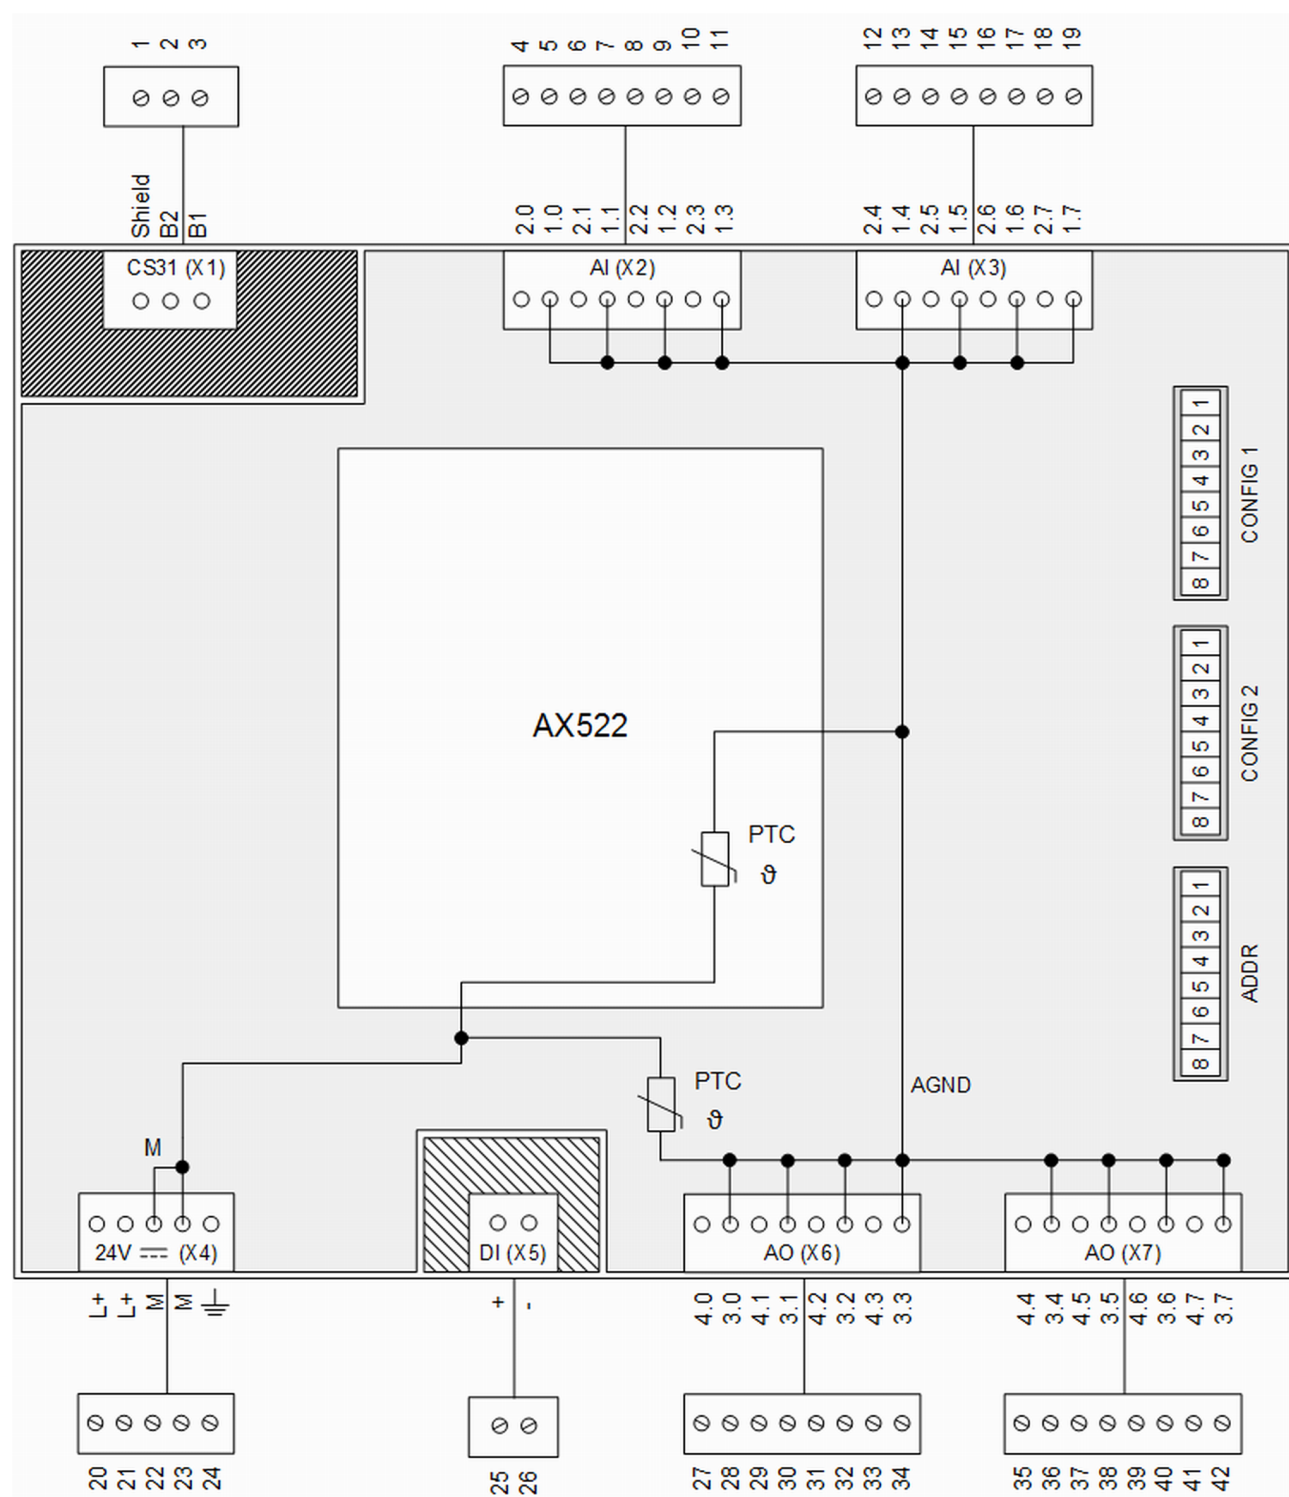 1 2 3
4 5 6 7 8 9 10 11
12 13 14 15 16 17 18 19
Shield B2 B1
2.0 1.0 2.1 1.1 2.2 1.2 2.3 1.3
2.4 1.4 2.5 1.5 2.6 1.6 2.7 1.7
CS31 (X1)
AI (X2)
AI (X3)
1 2 3 4 5 6 7 8
CONFIG 1
1 2 3 4 5 6 7 8
CONFIG 2
AX522
PTC
ϑ
1 2 3 4 5 6 7 8
ADDR
PTC
ϑ
AGND
M
24V (X4)
DI (X5)
AO (X6)
AO (X7)
L+ L+ M M
+ -
4.0 3.0 4.1 3.1 4.2 3.2 4.3 3.3
4.4 3.4 4.5 3.5 4.6 3.6 4.7 3.7
20 21 22 23 24
25 26
27 28 29 30 31 32 33 34
35 36 37 38 39 40 41 42